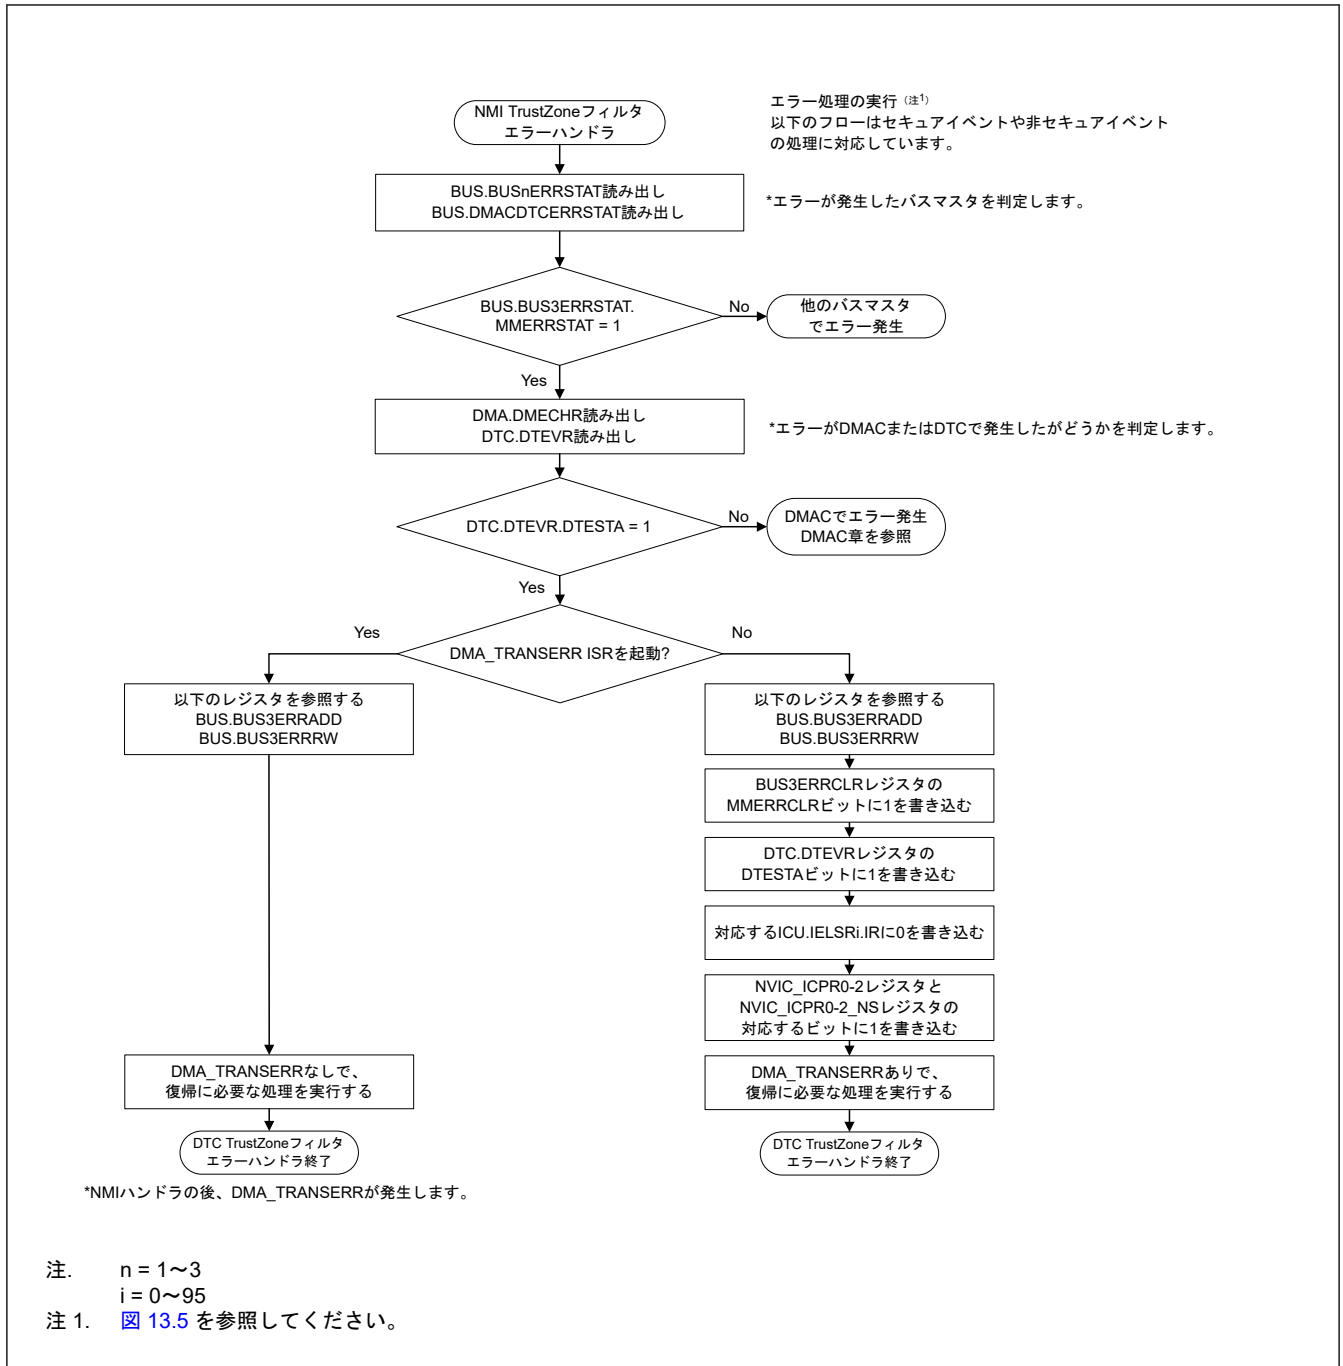 NMI TrustZoneフィルタ
エラーハンドラ
エラー処理の実行（注1）
以下のフローはセキュアイベントや非セキュアイベント
の処理に対応しています。
BUS.BUSnERRSTAT読み出し
BUS.DMACDTCERRSTAT読み出し
*エラーが発生したバスマスタを判定します。
BUS.BUS3ERRSTAT.
MMERRSTAT = 1
No
他のバスマスタ
でエラー発生
Yes
DMA.DMECHR読み出し
DTC.DTEVR読み出し
*エラーがDMACまたはDTCで発生したがどうかを判定します。
DTC.DTEVR.DTESTA = 1
No
DMACでエラー発生
DMAC章を参照
Yes
DMA_TRANSERR ISRを起動?
Yes
No
以下のレジスタを参照する
BUS.BUS3ERRADD
BUS.BUS3ERRRW
以下のレジスタを参照する
BUS.BUS3ERRADD
BUS.BUS3ERRRW
BUS3ERRCLRレジスタの
MMERRCLRビットに1を書き込む
DTC.DTEVRレジスタの
DTESTAビットに1を書き込む
対応するICU.IELSRi.IRに0を書き込む
NVIC_ICPR0-2レジスタと
NVIC_ICPR0-2_NSレジスタの
対応するビットに1を書き込む
DMA_TRANSERRなしで、
復帰に必要な処理を実行する
DMA_TRANSERRありで、
復帰に必要な処理を実行する
DTC TrustZoneフィルタ
エラーハンドラ終了
DTC TrustZoneフィルタ
エラーハンドラ終了
*NMIハンドラの後、DMA_TRANSERRが発生します。
注. n = 1～3
i = 0～95
注 1. 図 13.5 を参照してください。